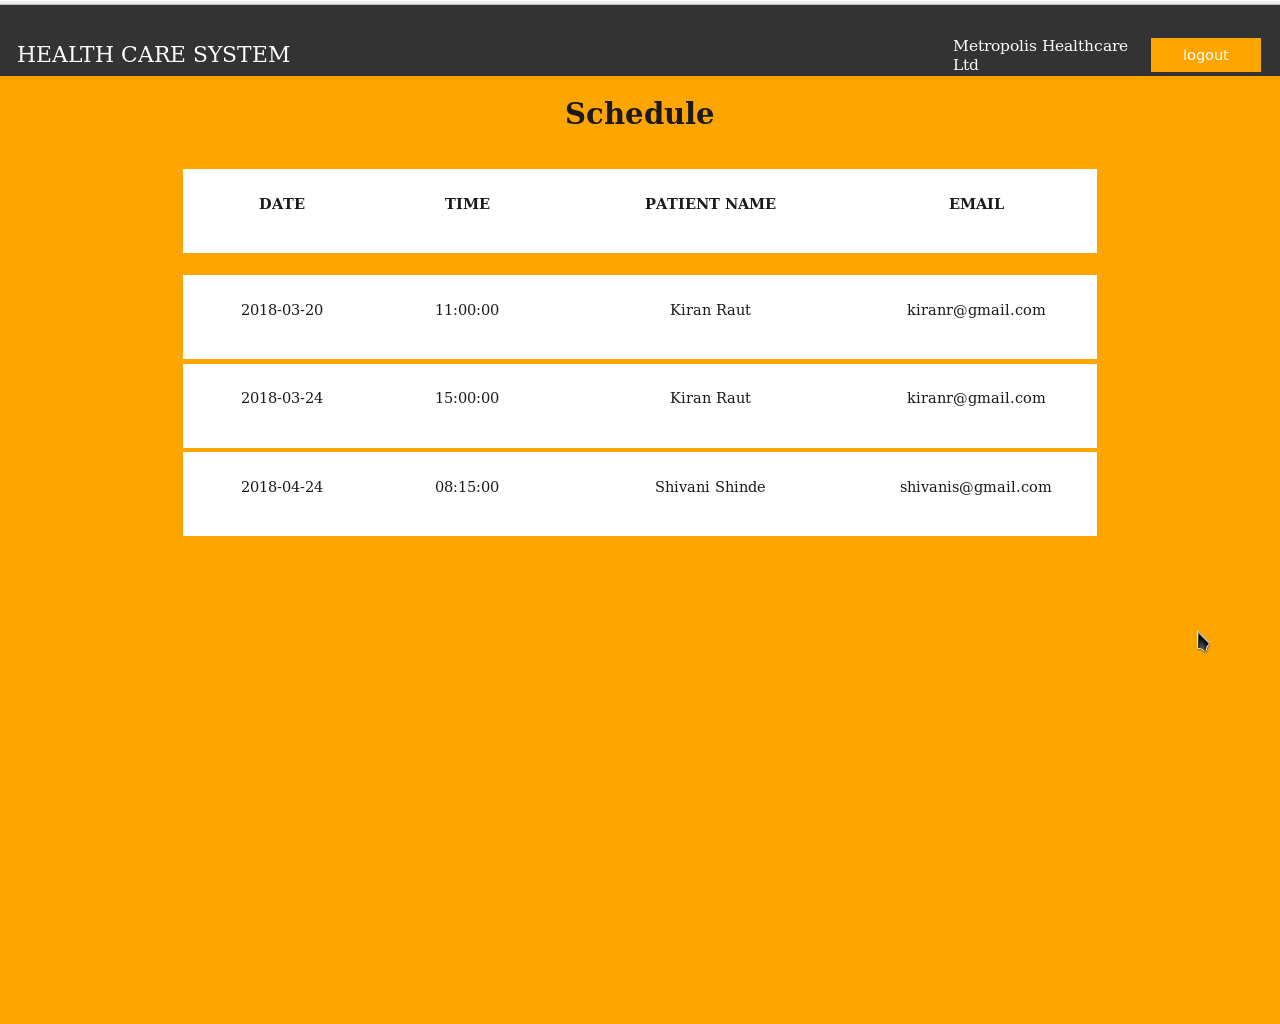 HEALTH CARE SYSTEM
Metropolis Healthcare
Ltd
logout
Schedule
DATE TIME PATIENT NAME EMAIL
2018-03-20 11:00:00 Kiran Raut kiranr@gmail.com
2018-03-24 15:00:00 Kiran Raut kiranr@gmail.com
2018-04-24 08:15:00 Shivani Shinde shivanis@gmail.com